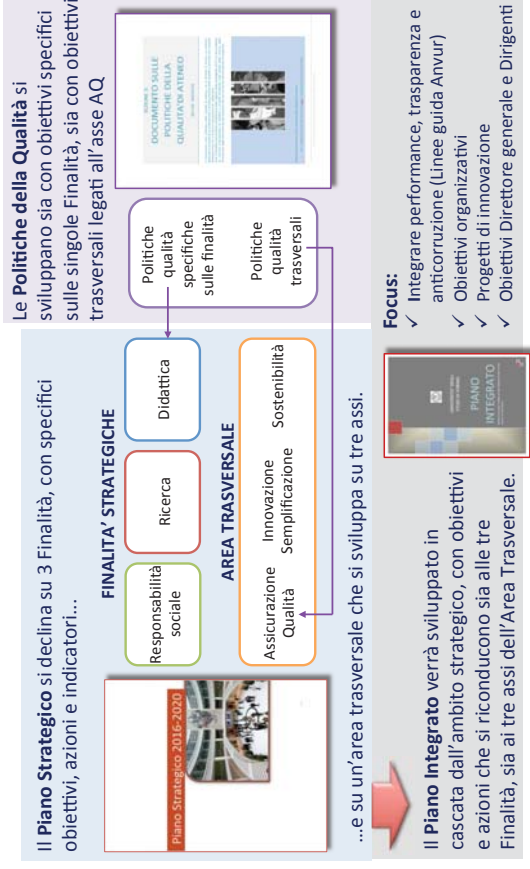 Il Piano Strategico si declina su 3 Finalità, con specifici
obiettivi, azioni e indicatori...
Piano Strategico 2016-2020
FINALITA' STRATEGICHE
Responsabilità
sociale
Ricerca
Didattica
AREA TRASVERSALE
Assicurazione
Qualità
Innovazione
Semplificazione
Sostenibilità
...e su un'area trasversale che si sviluppa su tre assi.
Le Politiche della Qualità si
sviluppano sia con obiettivi specifici
sulle singole Finalità, sia con obiettivi
trasversali legati all'asse AQ
Politiche
qualità
specifiche
sulle finalità
Politiche
qualità
trasversali
DOCUMENTO SULLE
POLITICHE DELLA
QUALITA' DI ATENEO
Il Piano Integrato verrà sviluppato in
cascata dall'ambito strategico, con obiettivi
e azioni che si riconducono sia alle tre
Finalità, sia ai tre assi dell'Area Trasversale.
PIANO
INTEGRATO
Focus:
✓ Integrare performance, trasparenza e
anticorruzione (Linee guida Anvur)
✓ Obiettivi organizzativi
✓ Progetti di innovazione
✓ Obiettivi Direttore generale e Dirigenti